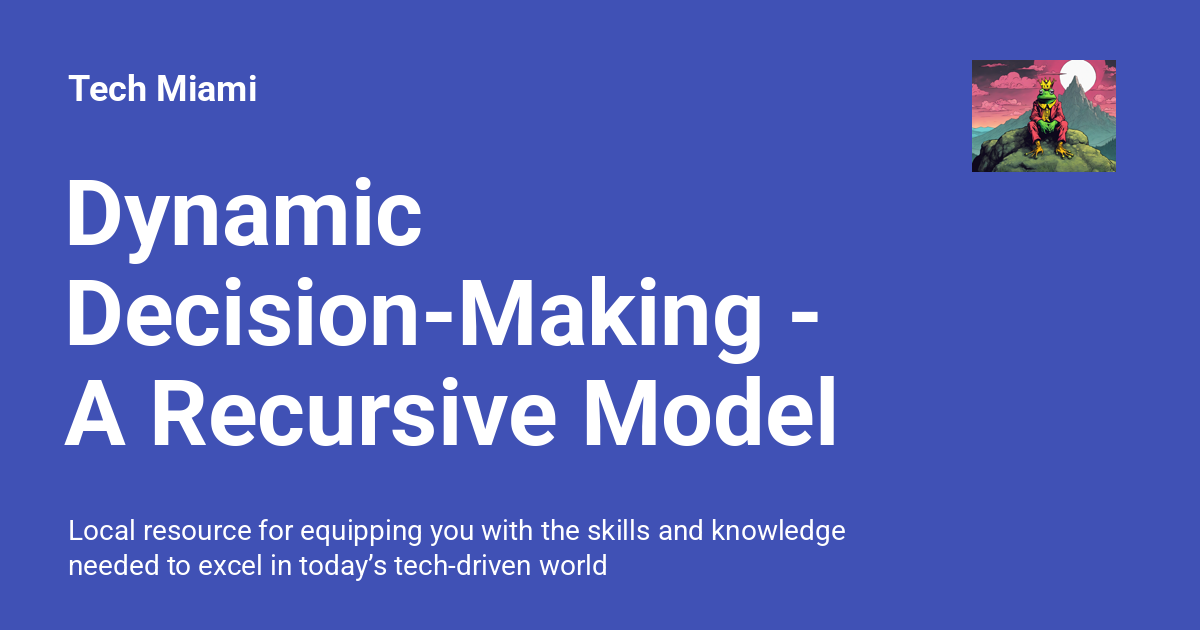 Tech Miami
Dynamic
Decision-Making -
A Recursive Model
Local resource for equipping you with the skills and knowledge
needed to excel in today’s tech-driven world